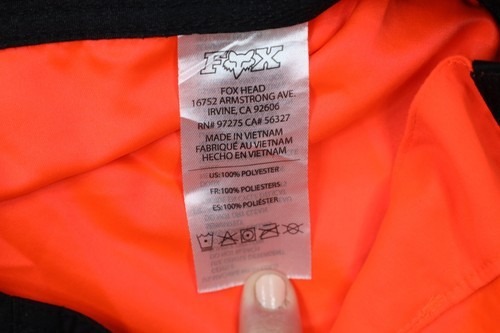 FOX
FOX HEAD
16752 ARMSTRONG AVE.
IRVINE, CA 92606
RN# 97275 CA# 56327
MADE IN VIETNAM
FABRIQUÉ AU VIETNAM
HECHO EN VIETNAM
US:100% POLYESTER
FR:100% POLIESTERS
ES:100% POLIÉSTER